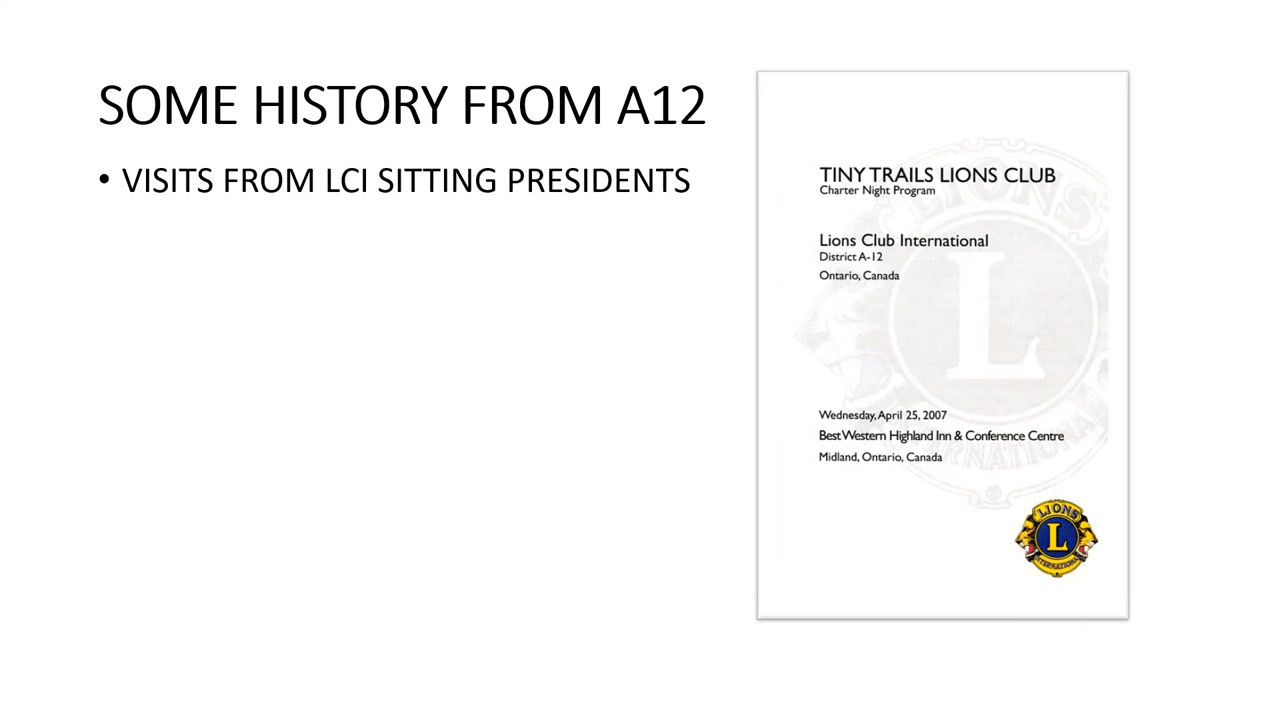 SOME HISTORY FROM A12
• VISITS FROM LCI SITTING PRESIDENTS
TINY TRAILS LIONS CLUB
Charter Night Program
Lions Club International
District A-12
Ontario, Canada
Wednesday, April 25, 2007
Best Western Highland Inn & Conference Centre
Midland, Ontario, Canada
LIONS
L
INTERNATIONAL
LIONS
L
INTERNATIONAL